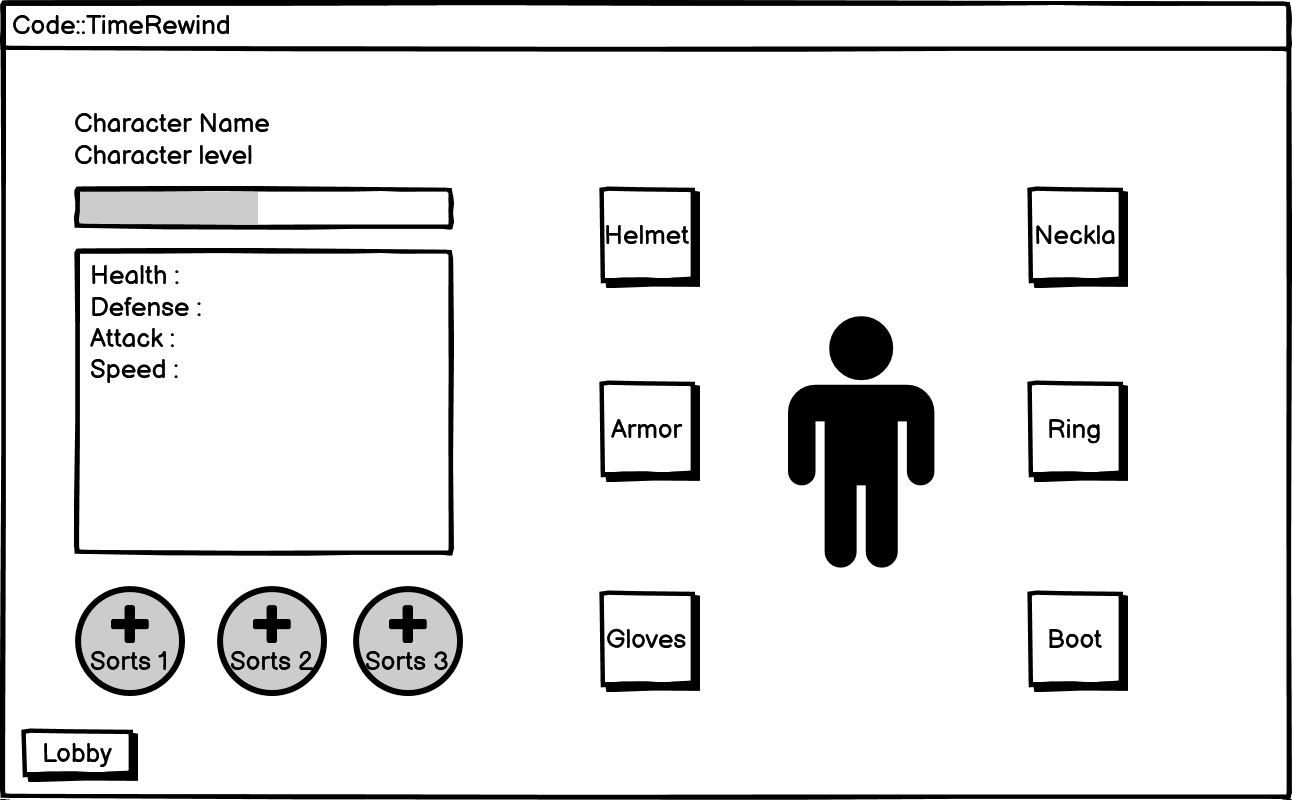 Code::TimeRewind
Character Name
Character level
Health :
Defense :
Attack :
Speed :
Sorts 1
Sorts 2
Sorts 3
Lobby
Helmet
Neckla
Armor
Ring
Gloves
Boot